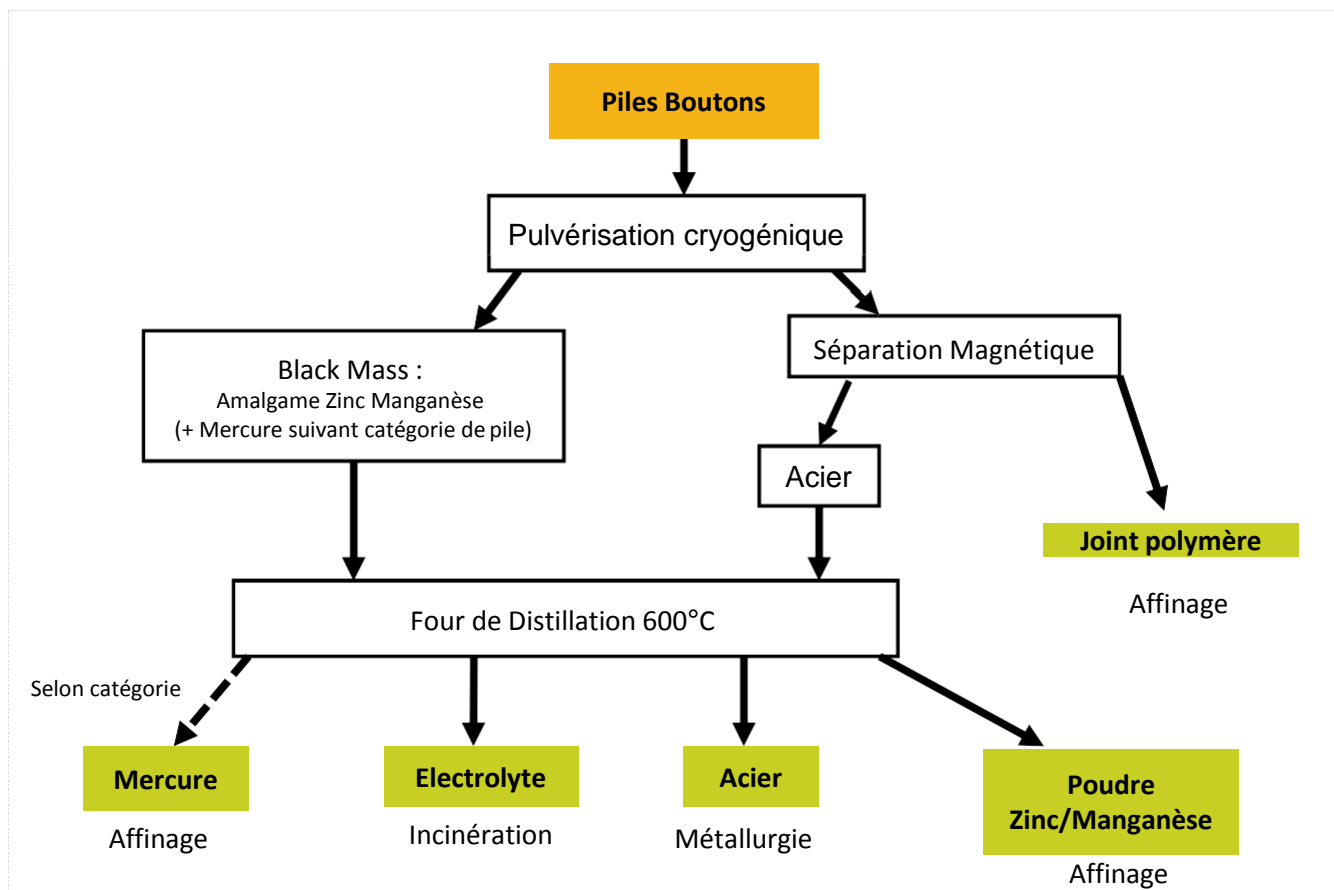 Piles Boutons
Pulvérisation cryogénique
Black Mass :
Amalgame Zinc Manganèse
(+ Mercure suivant catégorie de pile)
Séparation Magnétique
Acier
Joint polymère
Affinage
Four de Distillation 600°C
Selon catégorie
Mercure
Affinage
Electrolyte
Incinération
Acier
Métallurgie
Poudre
Zinc/Manganèse
Affinage